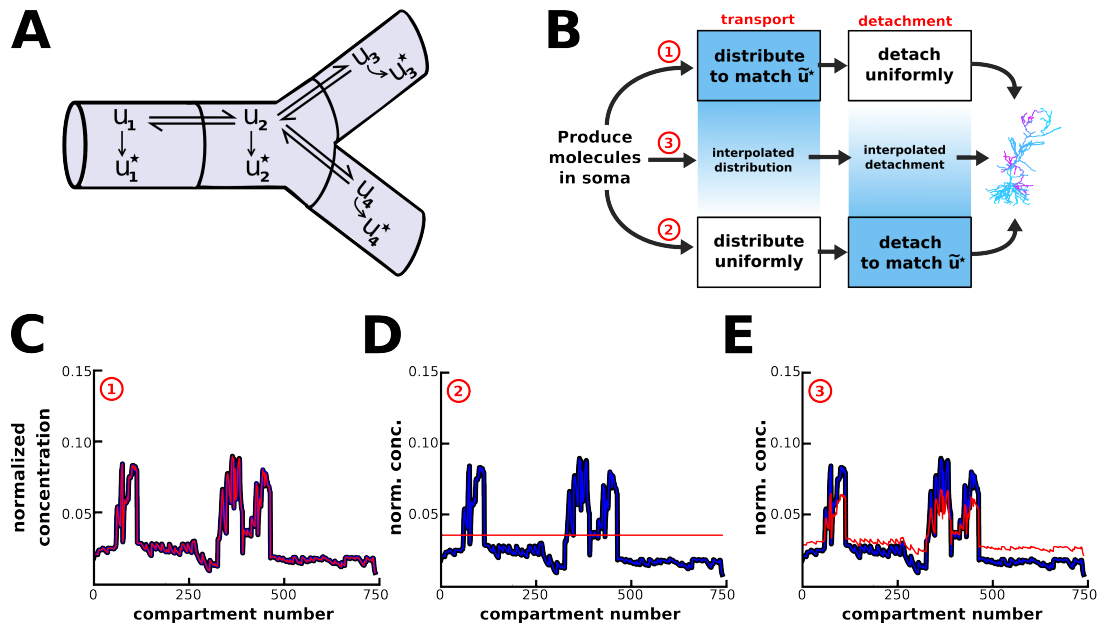 A
u₁
u₂
u₃
u₃*
u₁*
u₂*
u₄
u₄*
B
transport
detachment
1
distribute
to match ũ*
detach
uniformly
Produce
molecules
in soma
3
interpolated
distribution
interpolated
detachment
2
distribute
uniformly
detach
to match ũ*
C
normalized
concentration
0.15
0.10
0.05
1
0
250
500
750
compartment number
D
norm. conc.
0.15
0.10
0.05
2
0
250
500
750
compartment number
E
norm. conc.
0.15
0.10
0.05
3
0
250
500
750
compartment number